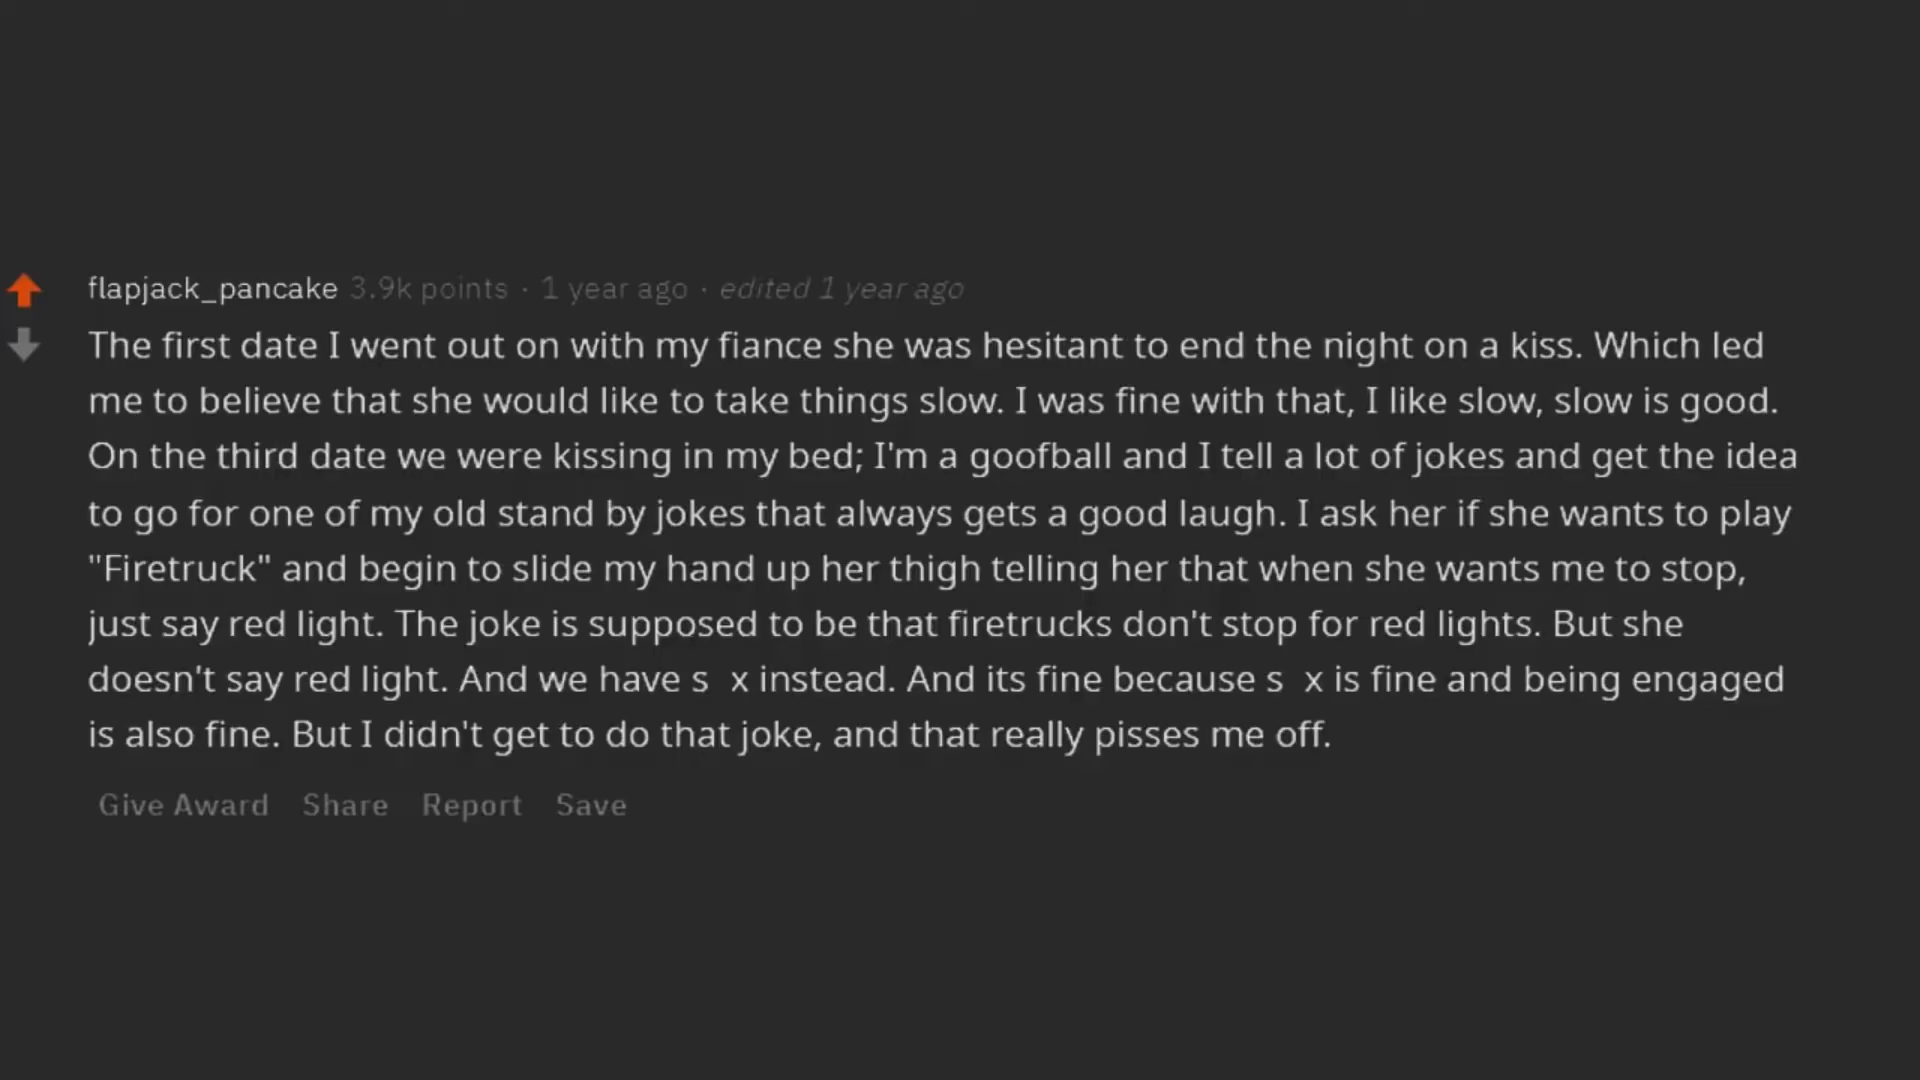 flapjack_pancake 3.9k points · 1 year ago · edited 1 year ago
The first date I went out on with my fiance she was hesitant to end the night on a kiss. Which led
me to believe that she would like to take things slow. I was fine with that, I like slow, slow is good.
On the third date we were kissing in my bed; I'm a goofball and I tell a lot of jokes and get the idea
to go for one of my old stand by jokes that always gets a good laugh. I ask her if she wants to play
"Firetruck" and begin to slide my hand up her thigh telling her that when she wants me to stop,
just say red light. The joke is supposed to be that firetrucks don't stop for red lights. But she
doesn't say red light. And we have s  x instead. And its fine because s  x is fine and being engaged
is also fine. But I didn't get to do that joke, and that really pisses me off.
Give Award Share Report Save